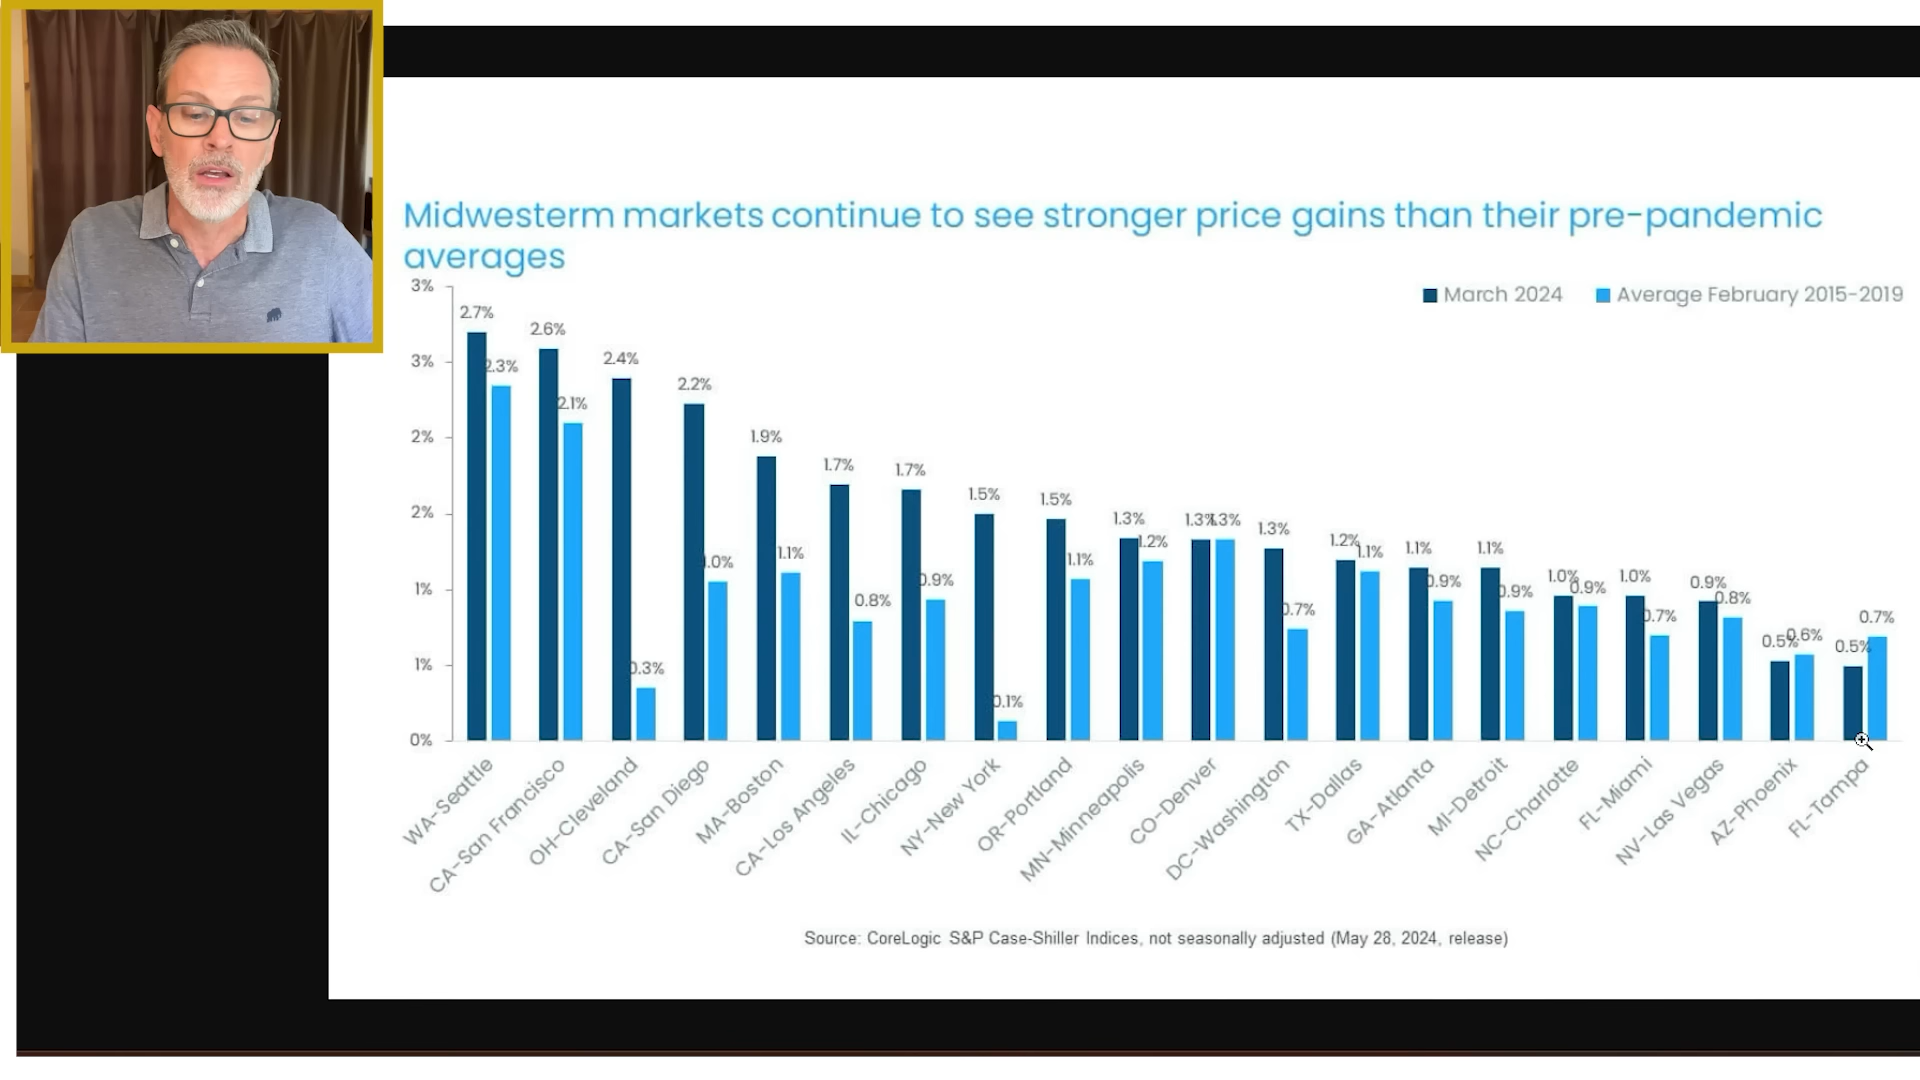 Midwesterm markets continue to see stronger price gains than their pre-pandemic
averages
March 2024 Average February 2015-2019
3%
3%
2%
2%
1%
1%
0%
2.7% 2.3%
2.6% 2.1%
2.4% 0.3%
2.2% 1.0%
1.9% 1.1%
1.7% 0.8%
1.7% 0.9%
1.5% 0.1%
1.5% 1.1%
1.3% 1.2%
1.3% 1.3%
1.3% 0.7%
1.2% 1.1%
1.1% 0.9%
1.1% 0.9%
1.0% 0.9%
1.0% 0.7%
0.9% 0.8%
0.5% 0.6%
0.5% 0.7%
WA-Seattle
CA-San Francisco
OH-Cleveland
CA-San Diego
MA-Boston
CA-Los Angeles
IL-Chicago
NY-New York
OR-Portland
MN-Minneapolis
CO-Denver
DC-Washington
TX-Dallas
GA-Atlanta
MI-Detroit
NC-Charlotte
FL-Miami
NV-Las Vegas
AZ-Phoenix
FL-Tampa
Source: CoreLogic S&P Case-Shiller Indices, not seasonally adjusted (May 28, 2024, release)